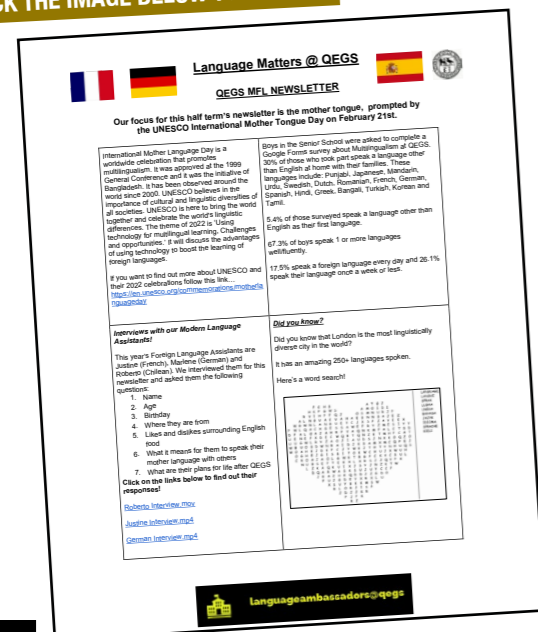 CK THE IMAGE BELOW
Language Matters @ QEGS
QEGS MFL NEWSLETTER
Our focus for this half term's newsletter is the mother tongue, prompted by
the UNESCO International Mother Tongue Day on February 21st.
International Mother Language Day is a
worldwide celebration that promotes
multilingualism. It was approved at the 1999
General Conference and it was the initiative of
Bangladesh. It has been observed around the
world since 2000. UNESCO believes in the
importance of cultural and linguistic diversities of
all societies. UNESCO is here to bring the world
together and celebrate the world's linguistic
differences. The theme of 2022 is 'Using
technology for multilingual learning, Challenges
and opportunities.' It will discuss the advantages
of using technology to boost the learning of
foreign languages.
If you want to find out more about UNESCO and
their 2022 celebrations follow this link...
https://en.unesco.org/commemorations/motherla
nguageday
Boys in the Senior School were asked to complete a
Google Forms survey about Multilingualism at QEGS.
30% of those who took part speak a language other
than English at home with their families. These
languages include: Punjabi, Japanese, Mandarin,
Urdu, Swedish, Dutch, Romanian, French, German,
Spanish, Hindi, Greek, Bangali, Turkish, Korean and
Tamil.
5.4% of those surveyed speak a language other than
English as their first language.
67.3% of boys speak 1 or more languages
well/fluently.
17.5% speak a foreign language every day and 26.1%
speak their language once a week or less.
Interviews with our Modern Language
Assistants!
This year's Foreign Language Assistants are
Justine (French), Marlene (German) and
Roberto (Chilean). We interviewed them for this
newsletter and asked them the following
questions:
1. Name
2. Age
3. Birthday
4. Where they are from
5. Likes and dislikes surrounding English
food
6. What it means for them to speak their
mother language with others
7. What are their plans for life after QEGS
Click on the links below to find out their
responses!
Roberto Interview.mov
Justine Interview.mp4
German Interview.mp4
Did you know?
Did you know that London is the most linguistically
diverse city in the world?
It has an amazing 250+ languages spoken.
Here's a word search!
languageambassadors@qegs